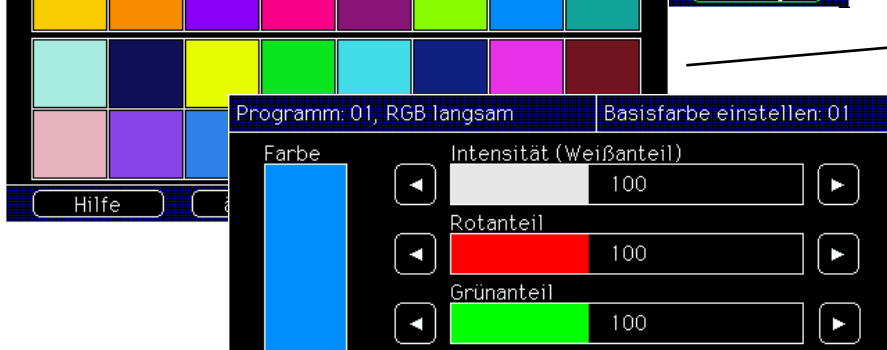 Programm: 01, RGB langsam
Basisfarbe einstellen: 01
Farbe
Intensität (Weißanteil)
100
Rotanteil
100
Grünanteil
100
Hilfe